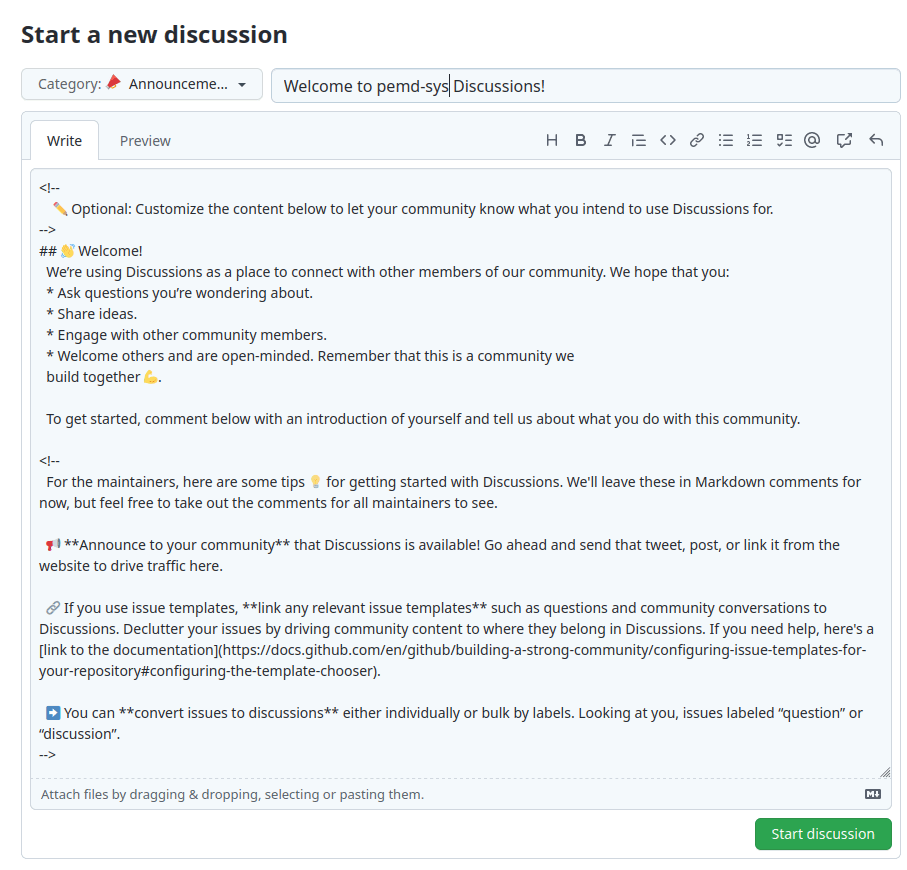 Start a new discussion
Category: 📣 Announceme...
Welcome to pemd-sys Discussions!
Write Preview
<!--
✏️ Optional: Customize the content below to let your community know what you intend to use Discussions for.
-->
## 👋 Welcome!
We’re using Discussions as a place to connect with other members of our community. We hope that you:
* Ask questions you’re wondering about.
* Share ideas.
* Engage with other community members.
* Welcome others and are open-minded. Remember that this is a community we
build together 💪.
To get started, comment below with an introduction of yourself and tell us about what you do with this community.
<!--
For the maintainers, here are some tips 💡 for getting started with Discussions. We'll leave these in Markdown comments for
now, but feel free to take out the comments for all maintainers to see.
📢 **Announce to your community** that Discussions is available! Go ahead and send that tweet, post, or link it from the
website to drive traffic here.
🔗 If you use issue templates, **link any relevant issue templates** such as questions and community conversations to
Discussions. Declutter your issues by driving community content to where they belong in Discussions. If you need help, here's a
[link to the documentation](https://docs.github.com/en/github/building-a-strong-community/configuring-issue-templates-for-
your-repository#configuring-the-template-chooser).
➡️ You can **convert issues to discussions** either individually or bulk by labels. Looking at you, issues labeled “question” or
“discussion”.
-->
Attach files by dragging & dropping, selecting or pasting them.
Start discussion